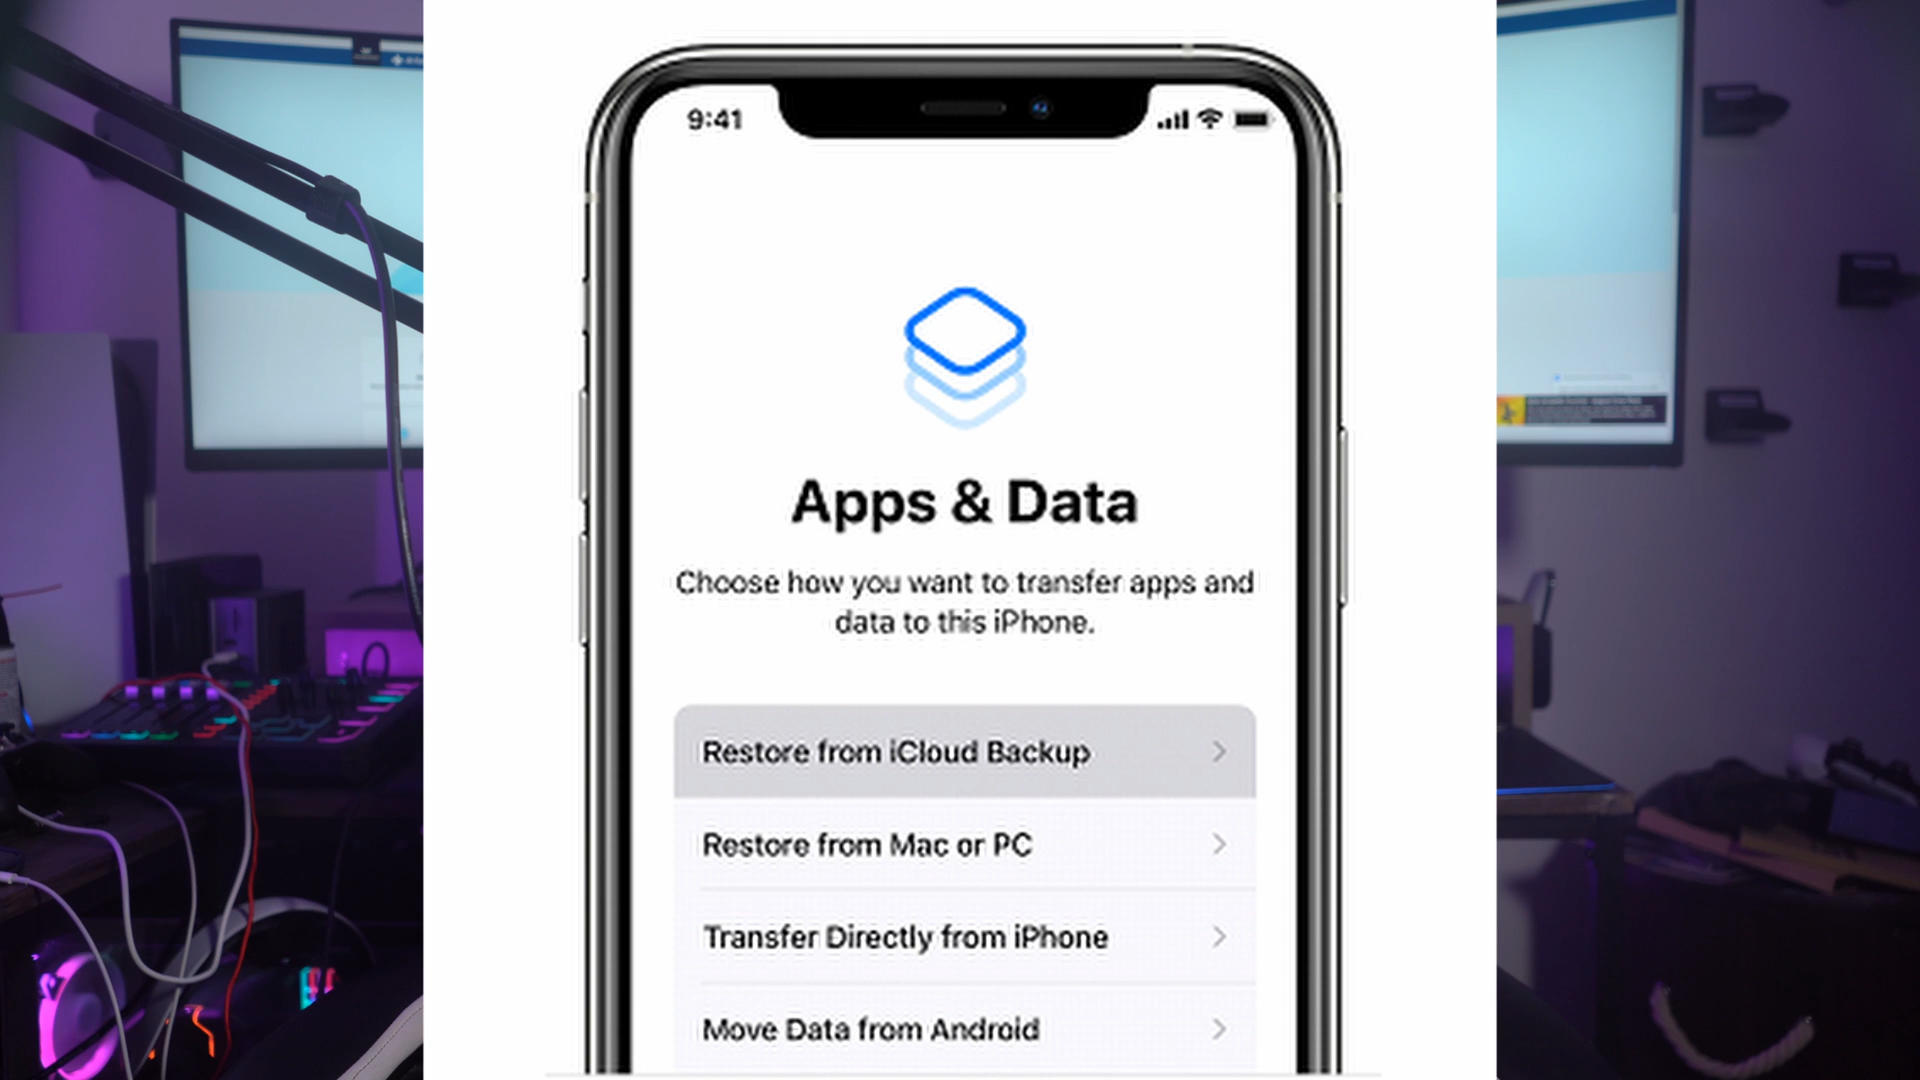 9:41
Apps & Data
Choose how you want to transfer apps and
data to this iPhone.
Restore from iCloud Backup
Restore from Mac or PC
Transfer Directly from iPhone
Move Data from Android